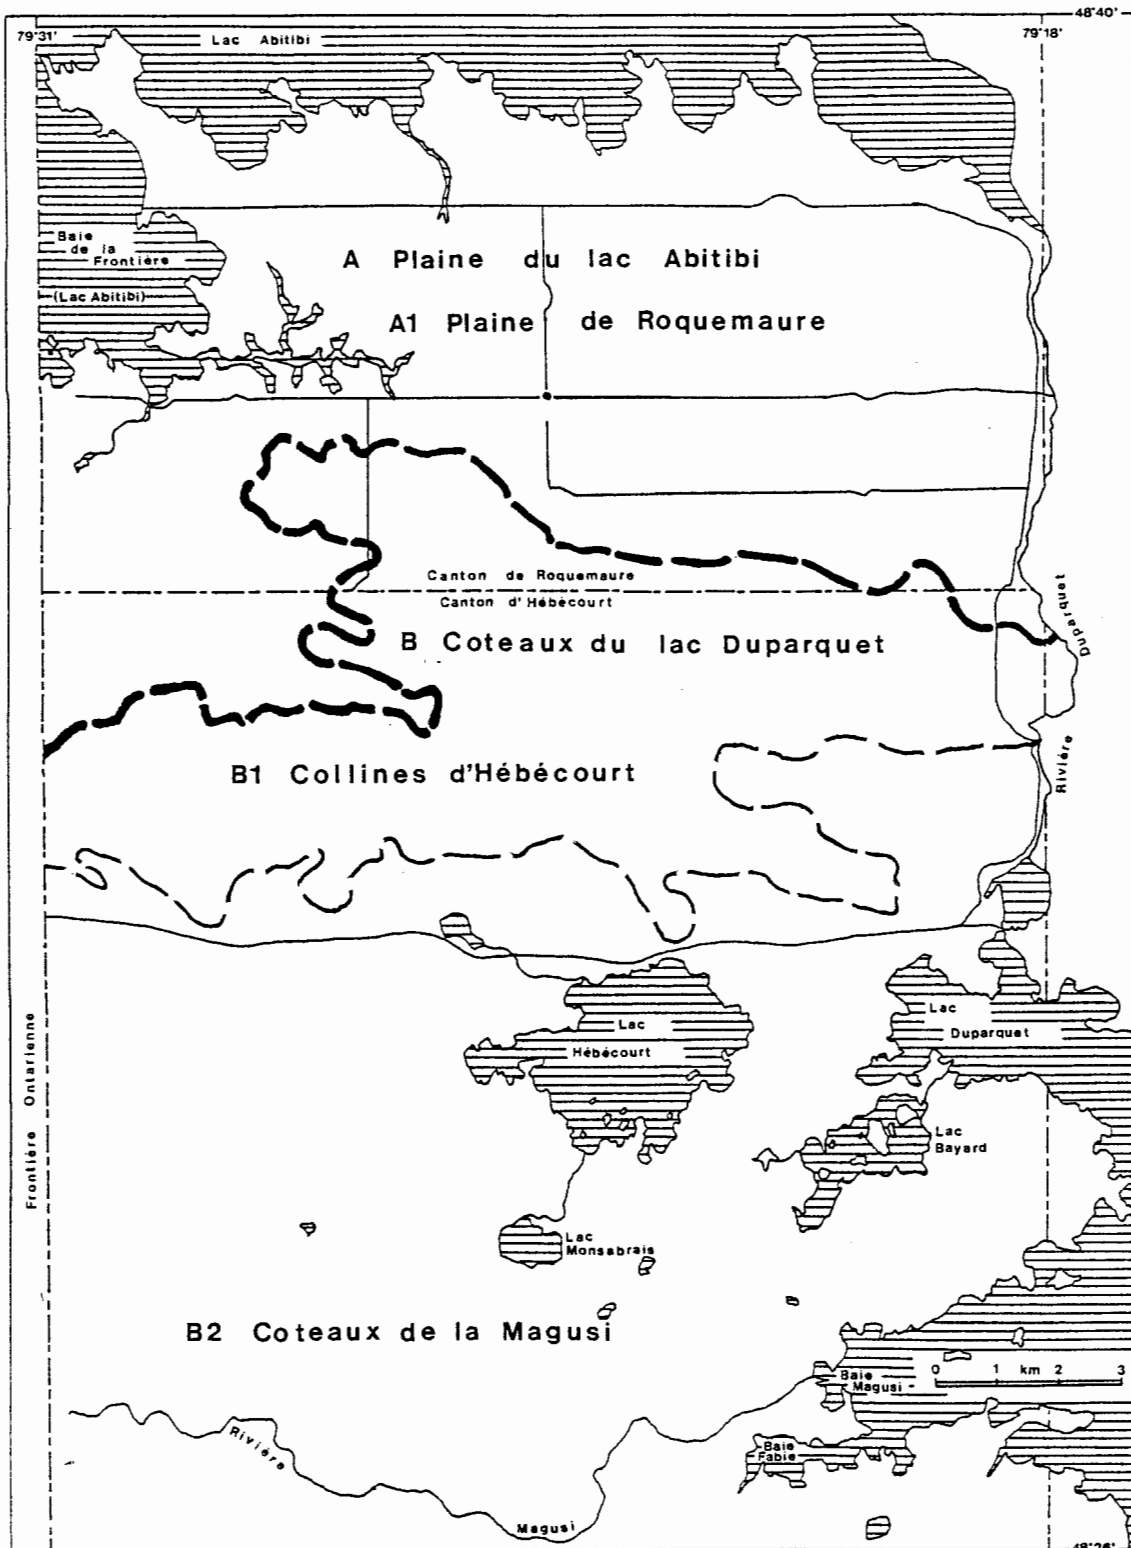 48°40'
79°31'
79°18'
Lac Abitibi
Baie
de la
Frontière
(Lac Abitibi)
A Plaine du lac Abitibi
A1 Plaine de Roquemaure
Canton de Roquemaure
Canton d'Hébécourt
Duparquet
B Coteaux du lac Duparquet
Rivière
B1 Collines d'Hébécourt
Frontière Ontarienne
Lac
Hébécourt
Lac
Duparquet
Lac
Bayard
Lac
Monsabrais
B2 Coteaux de la Magusi
0 1 km 2 3
Baie
Magusi
Rivière
Baie
Fabie
Magusi
48°26'